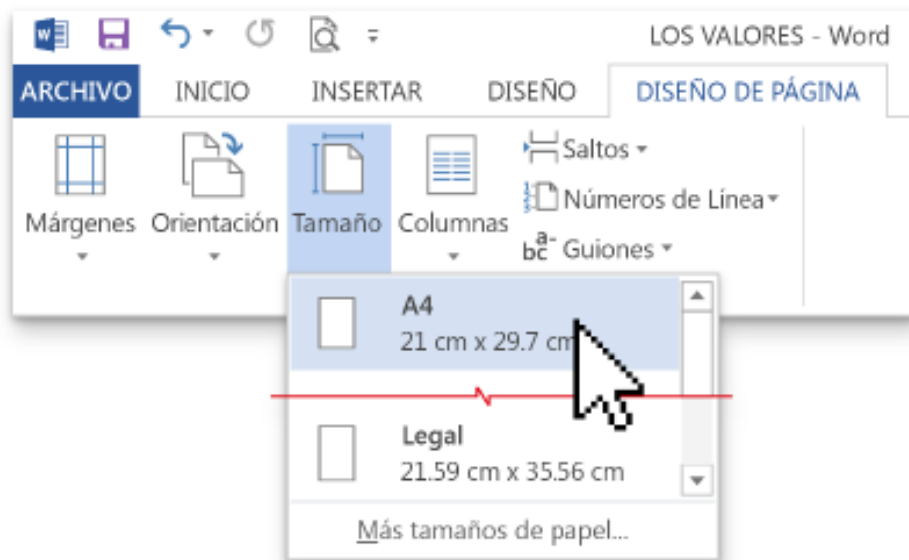 LOS VALORES - Word
ARCHIVO INICIO INSERTAR DISEÑO DISEÑO DE PÁGINA
Márgenes Orientación Tamaño Columnas
Saltos
Números de Línea
Guiones
A4
21 cm x 29.7 cm
Legal
21.59 cm x 35.56 cm
Más tamaños de papel...